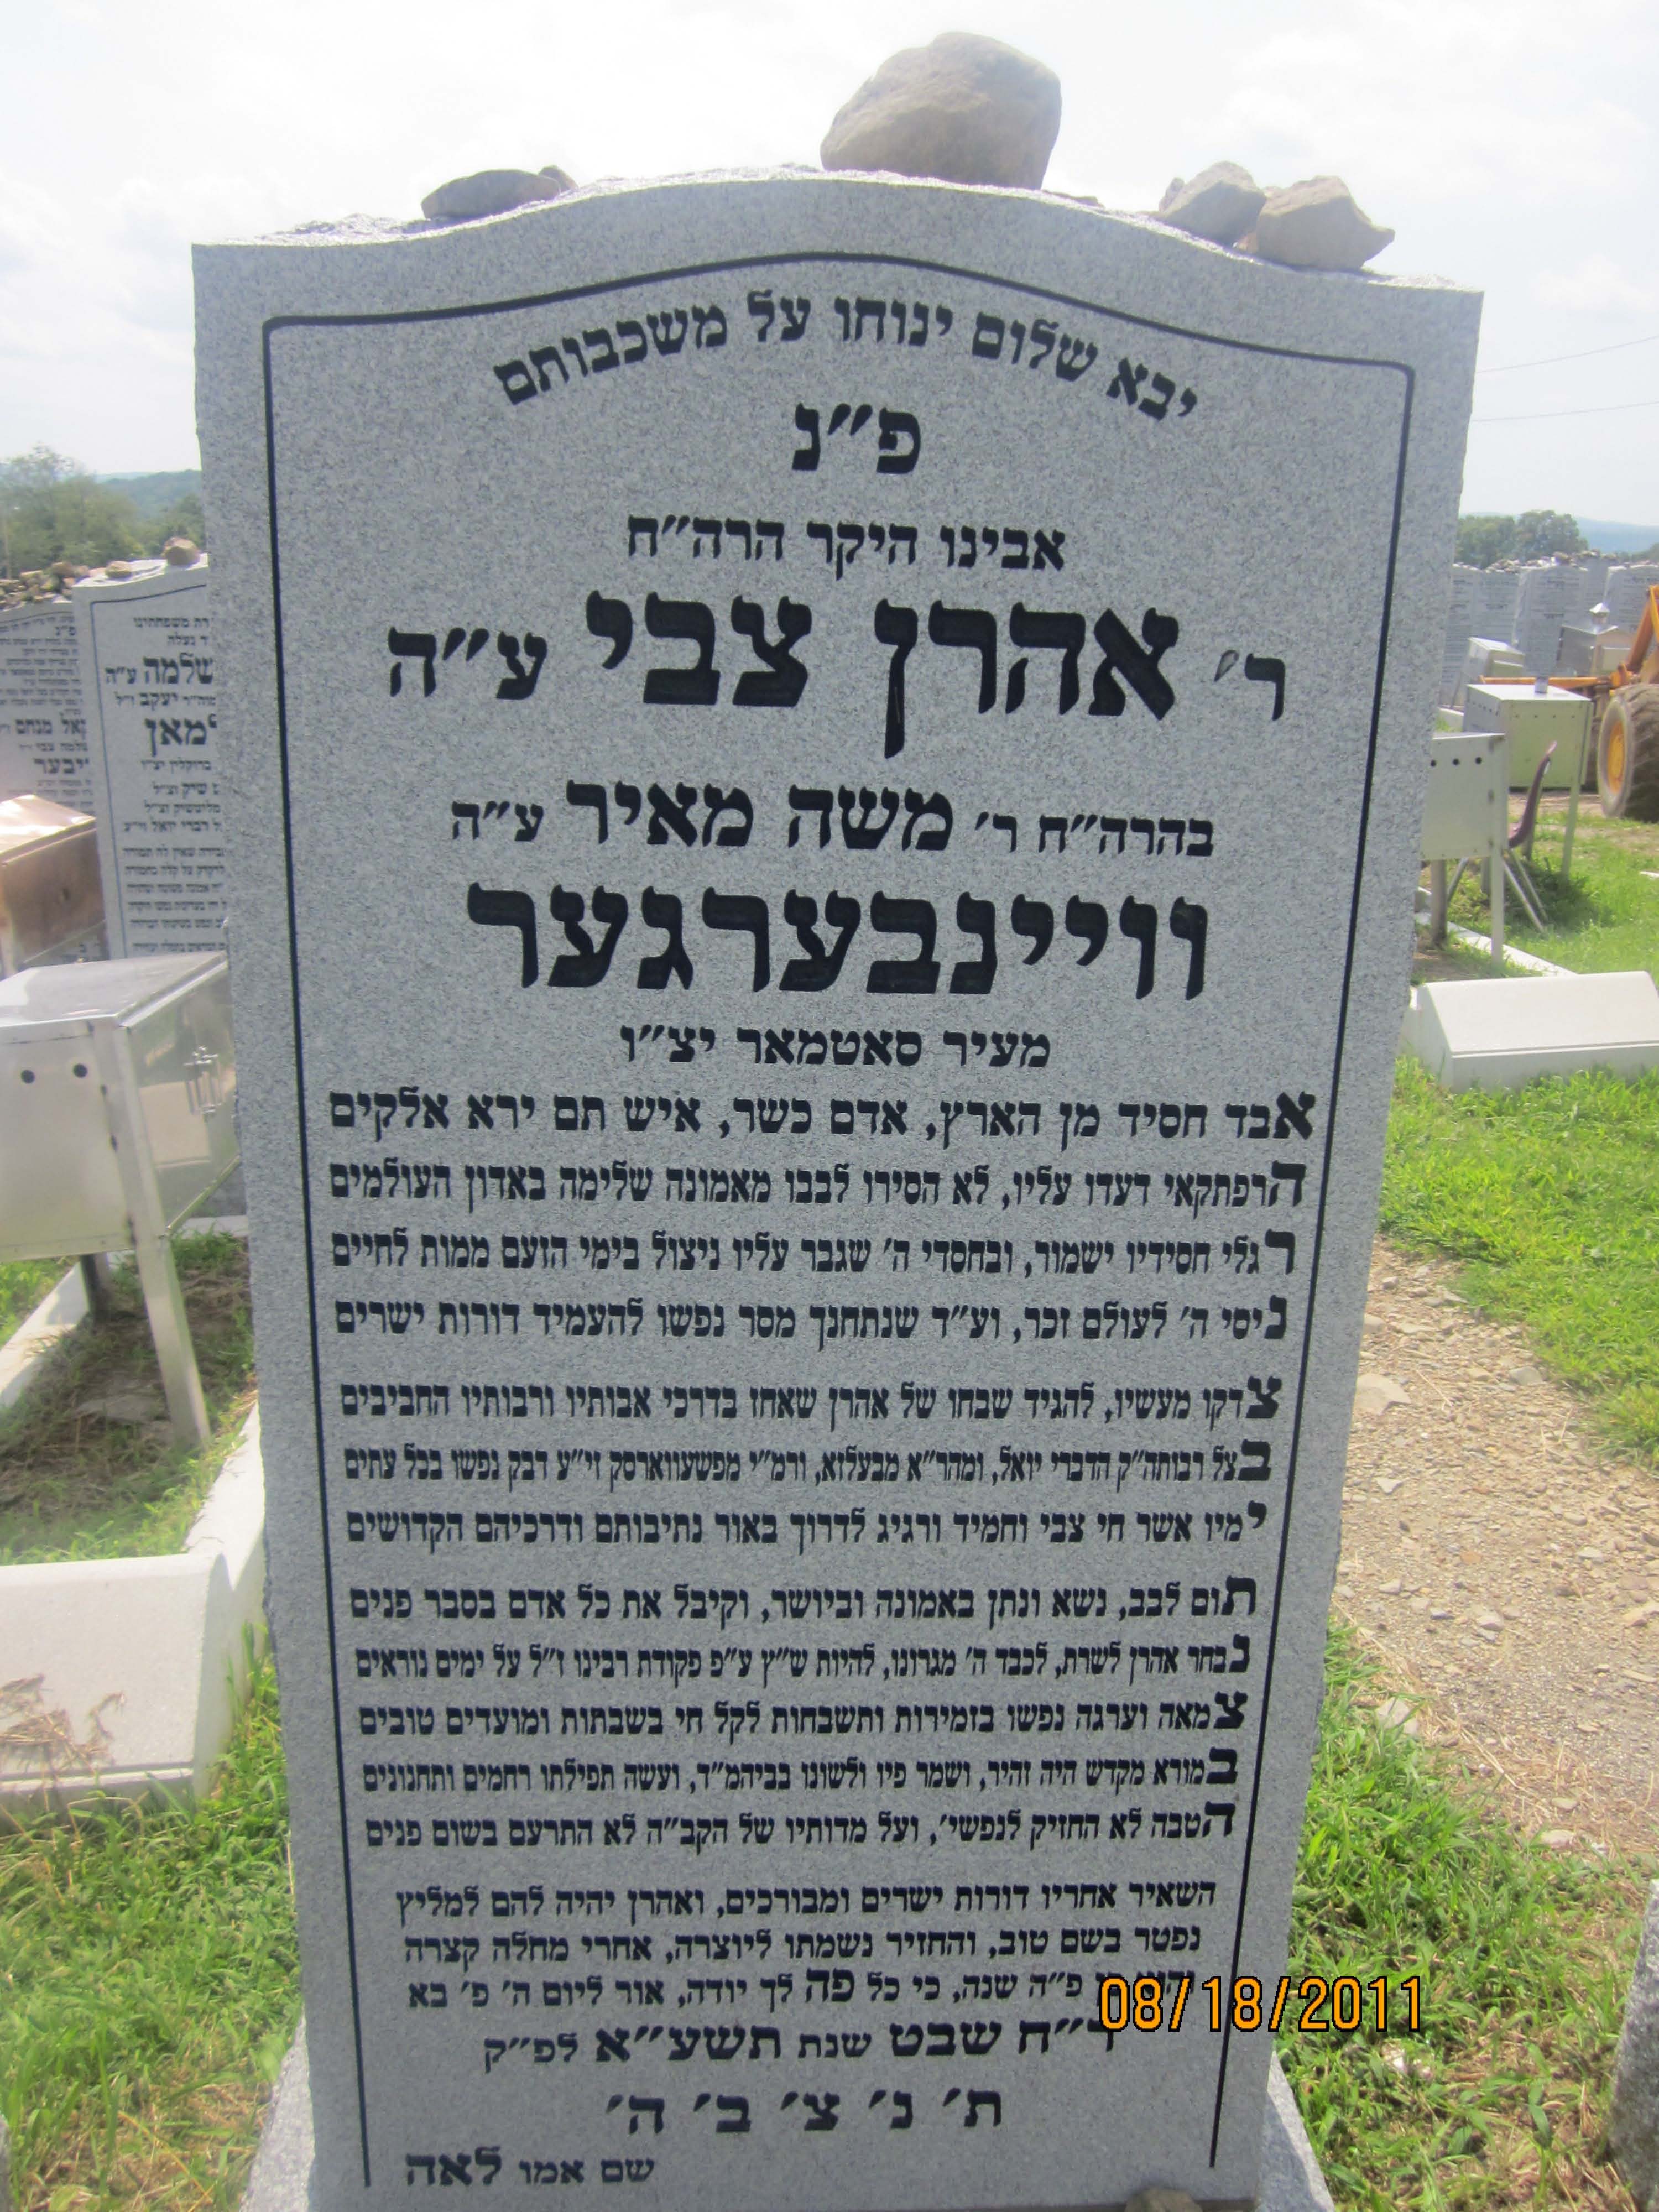 יבא שלום ינוחו על משכבותם
פ״נ
אבינו היקר הרה״ח
ר׳ אהרן צבי ע״ה
בהרה״ח ר׳ משה מאיר ע״ה
וויינבערגער
מעיר סאטמאר יצ״ו
אבד חסיד מן הארץ, אדם כשר, איש תם ירא אלקים
הרפתקאי דעדו עליו, לא הסירו לבבו מאמונה שלימה באדון העולמים
רגלי חסידיו ישמור, ובחסדי ה׳ שגבר עליו ניצול בימי הזעם ממות לחיים
ניסי ה׳ לעולם זכר, וע״ד שנתחנך מסר נפשו להעמיד דורות ישרים
צדקו מעשיו, להגיד שבחו של אהרן שאחז בדרכי אבותיו ורבותיו החביבים
בצל רבותה״ק הדברי יואל, ומהר״א מבעלזא, ורמ״י מפשעווארסק זי״ע דבק נפשו בכל עתים
ימיו אשר חי צבי וחמיד ורגיג לדרוך באור נתיבותם ודרכיהם הקדושים
תום לבב, נשא ונתן באמונה וביושר, וקיבל את כל אדם בסבר פנים
נבחר אהרן לשרת, לכבד ה׳ מגרונו, להיות ש״ץ ע״פ פקודת רבינו ז״ל על ימים נוראים
צמאה וערגה נפשו בזמירות ותשבחות לקל חי בשבתות ומועדים טובים
במורא מקדש היה זהיר, ושמר פיו ולשונו בביהמ״ד, ועשה תפילתו רחמים ותחנונים
הטבה לא החזיק לנפשי׳, ועל מדותיו של הקב״ה לא התרעם בשום פנים
השאיר אחריו דורות ישרים ומבורכים, ואהרן יהיה להם למליץ
נפטר בשם טוב, והחזיר נשמתו ליוצרה, אחרי מחלה קצרה
פ״ה שנה, כי כל פה לך יודה, אור ליום ה׳ פ׳ בא
ר״ח שבט שנת תשע״א לפ״ק
ת׳ נ׳ צ׳ ב׳ ה׳
שם אמו לאה
08/18/2011
שלמה ע״ה